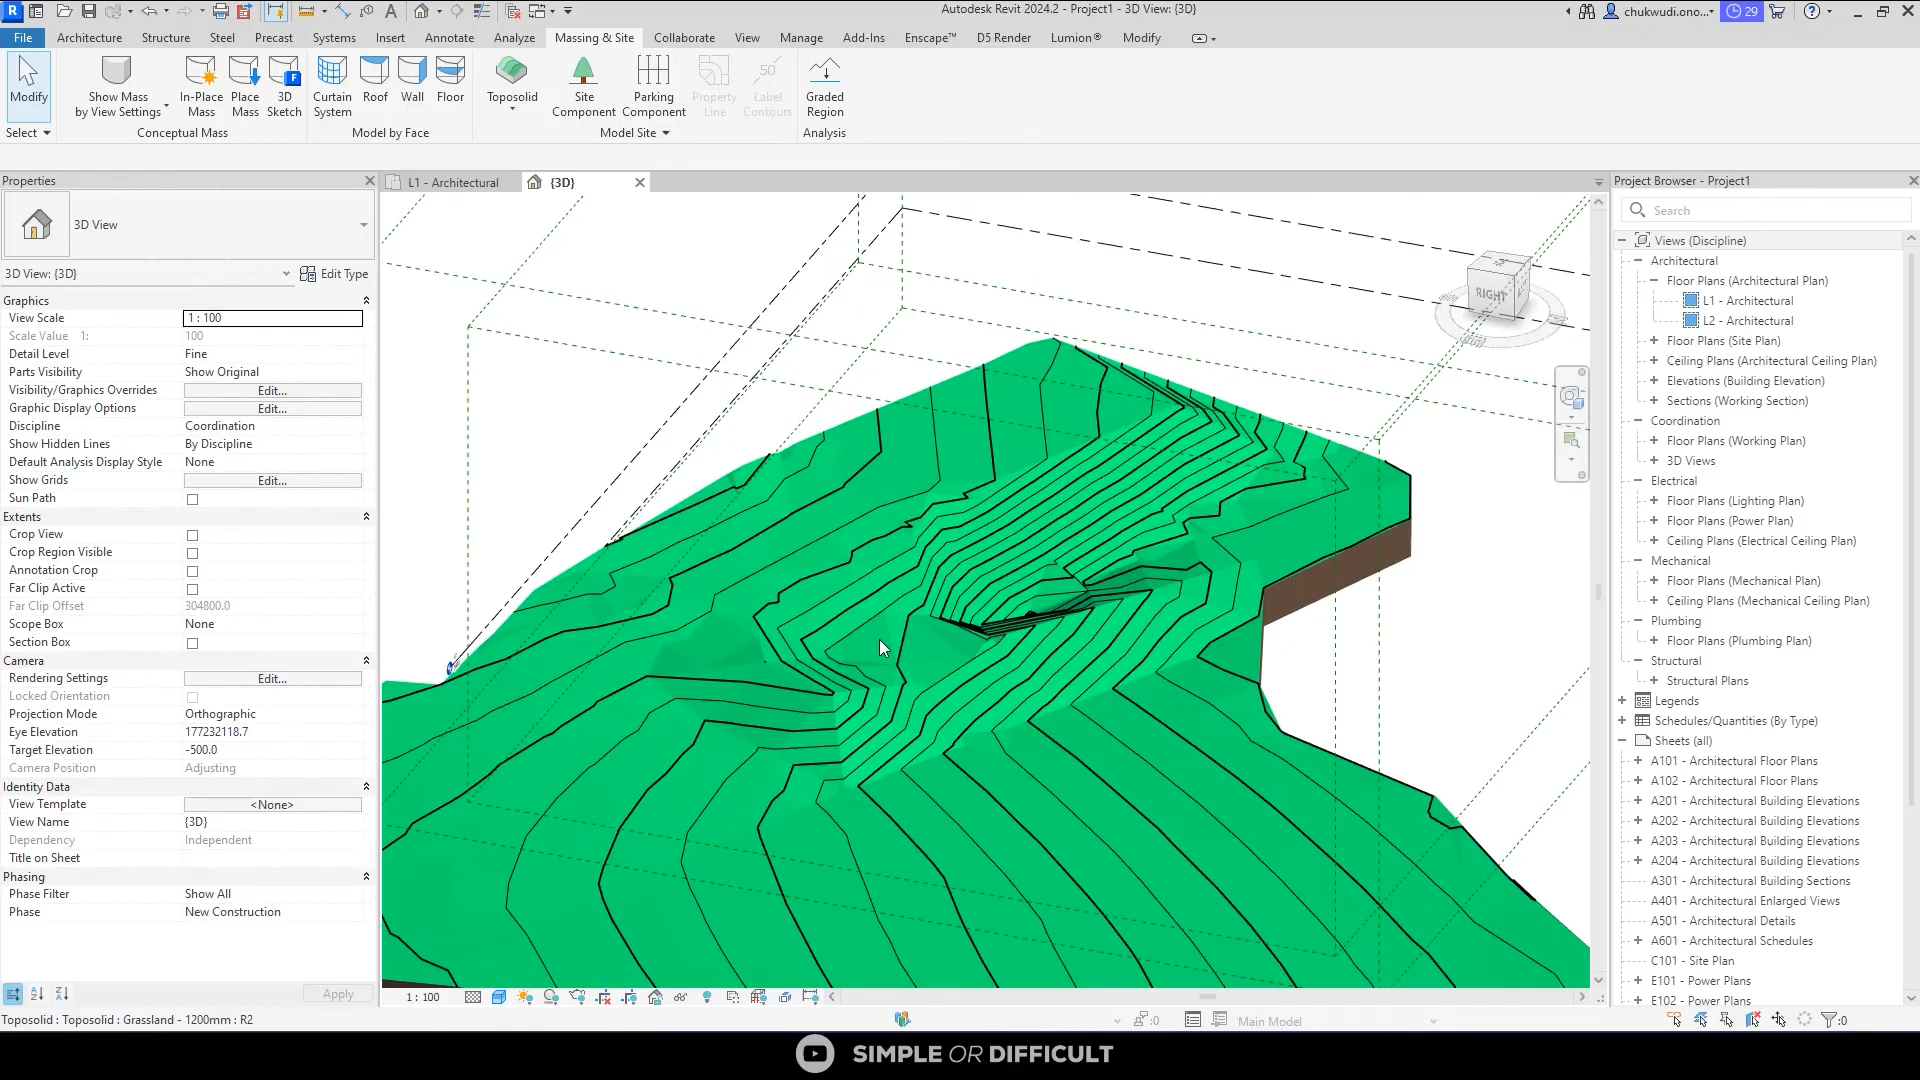 Autodesk Revit 2024.2 - Project1 - 3D View: {3D}
chukwudi.ono...
29
File
Architecture
Structure
Steel
Precast
Systems
Insert
Annotate
Analyze
Massing & Site
Collaborate
View
Manage
Add-Ins
Enscape™
D5 Render
Lumion®
Modify
Modify
Show Mass
by View Settings
In-Place
Mass
Place
Mass
3D
Sketch
Curtain
System
Roof
Wall
Floor
Toposolid
Site
Component
Parking
Component
Property
Line
50
Label
Contours
Graded
Region
Select
Conceptual Mass
Model by Face
Model Site
Analysis
Properties
3D View
3D View: {3D}
Edit Type
Graphics
View Scale 1 : 100
Scale Value 1: 100
Detail Level Fine
Parts Visibility Show Original
Visibility/Graphics Overrides Edit...
Graphic Display Options Edit...
Discipline Coordination
Show Hidden Lines By Discipline
Default Analysis Display Style None
Show Grids Edit...
Sun Path
Extents
Crop View
Crop Region Visible
Annotation Crop
Far Clip Active
Far Clip Offset 304800.0
Scope Box None
Section Box
Camera
Rendering Settings Edit...
Locked Orientation
Projection Mode Orthographic
Eye Elevation 177232118.7
Target Elevation -500.0
Camera Position Adjusting
Identity Data
View Template <None>
View Name {3D}
Dependency Independent
Title on Sheet
Phasing
Phase Filter Show All
Phase New Construction
Apply
L1 - Architectural
{3D}
RIGHT
1 : 100
Project Browser - Project1
Search
Views (Discipline)
Architectural
Floor Plans (Architectural Plan)
L1 - Architectural
L2 - Architectural
Floor Plans (Site Plan)
Ceiling Plans (Architectural Ceiling Plan)
Elevations (Building Elevation)
Sections (Working Section)
Coordination
Floor Plans (Working Plan)
3D Views
Electrical
Floor Plans (Lighting Plan)
Floor Plans (Power Plan)
Ceiling Plans (Electrical Ceiling Plan)
Mechanical
Floor Plans (Mechanical Plan)
Ceiling Plans (Mechanical Ceiling Plan)
Plumbing
Floor Plan (Plumbing Plan)
Structural
Structural Plans
Legends
Schedules/Quantities (By Type)
Sheets (all)
A101 - Architectural Floor Plans
A102 - Architectural Floor Plans
A201 - Architectural Building Elevations
A202 - Architectural Building Elevations
A203 - Architectural Building Elevations
A204 - Architectural Building Elevations
A301 - Architectural Building Sections
A401 - Architectural Enlarged Views
A501 - Architectural Details
A601 - Architectural Schedules
C101 - Site Plan
E101 - Power Plans
E102 - Power Plans
Toposolid : Toposolid : Grassland - 1200mm : R2
:0
Main Model
:0
SIMPLE OR DIFFICULT